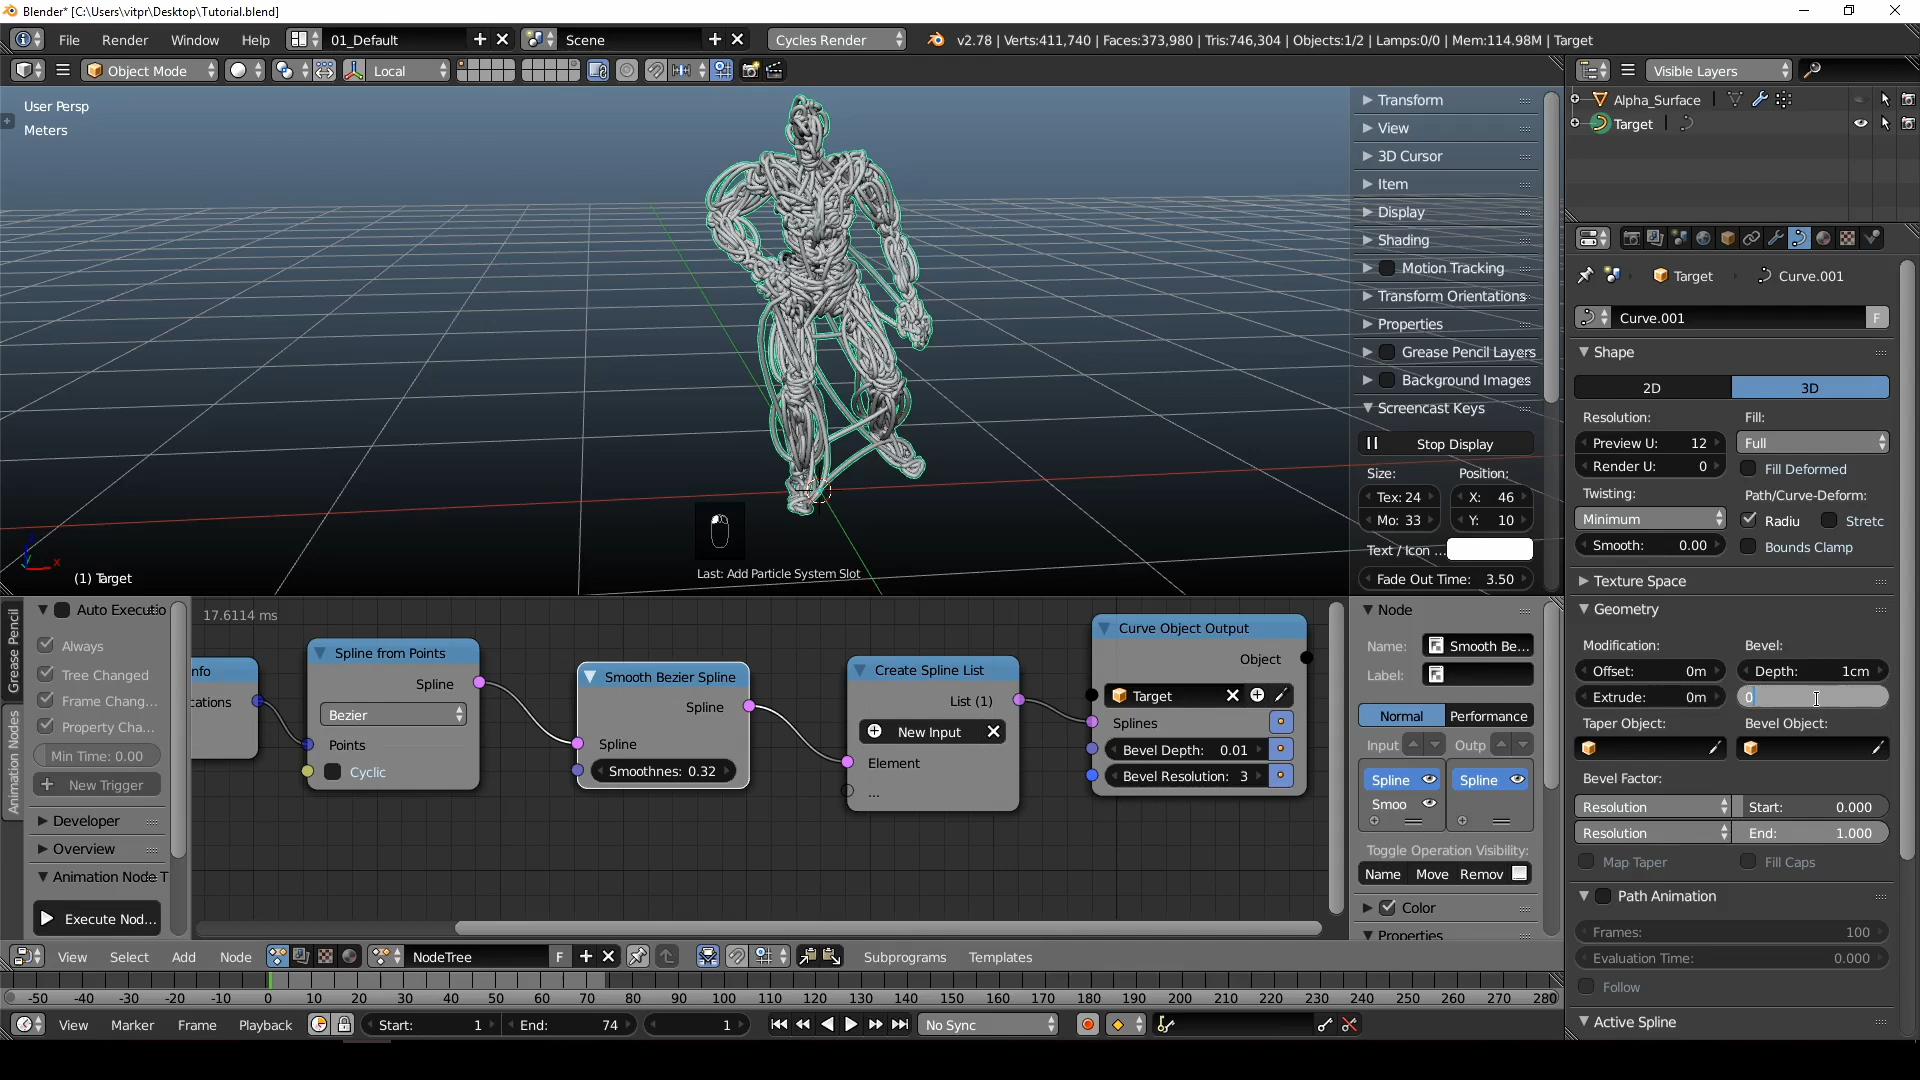 Blender* [C:\Users\vitpr\Desktop\Tutorial.blend]
File Render Window Help 01_Default Scene Cycles Render v2.78 | Verts:411,740 | Faces:373,980 | Tris:746,304 | Objects:1/2 | Lamps:0/0 | Mem:114.98M | Target
Object Mode Local
User Persp
Meters
(1) Target
Last: Add Particle System Slot
Transform
View
3D Cursor
Item
Display
Shading
Motion Tracking
Transform Orientations
Properties
Grease Pencil Layers
Background Images
Screencast Keys
Stop Display
Size: Position:
Tex: 24 X: 46
Mo: 33 Y: 10
Text / Icon ...
Fade Out Time: 3.50
Visible Layers
Alpha_Surface
Target
Target Curve.001
Curve.001 F
Shape
2D 3D
Resolution: Fill:
Preview U: 12 Full
Render U: 0 Fill Deformed
Twisting: Path/Curve-Deform:
Minimum Radiu Stretc
Smooth: 0.00 Bounds Clamp
Texture Space
Geometry
Modification: Bevel:
Offset: 0m Depth: 1cm
Extrude: 0m 0
Taper Object: Bevel Object:
Bevel Factor:
Resolution Start: 0.000
Resolution End: 1.000
Map Taper Fill Caps
Path Animation
Frames: 100
Evaluation Time: 0.000
Follow
Active Spline
Grease Pencil
Animation Nodes
Auto Executio
Always
Tree Changed
Frame Chang...
Property Cha...
Min Time: 0.00
New Trigger
Developer
Overview
Animation Node T
Execute Nod...
17.6114 ms
nfo
cations
Spline from Points
Spline
Bezier
Points
Cyclic
Smooth Bezier Spline
Spline
Spline
Smoothnes: 0.32
Create Spline List
List (1)
New Input
Element
...
Curve Object Output
Object
Target
Splines
Bevel Depth: 0.01
Bevel Resolution: 3
Node
Name: Smooth Be...
Label:
Normal Performance
Input Outp
Spline Spline
Smoo
Toggle Operation Visibility:
Name Move Remov
Color
Properties
View Select Add Node NodeTree F Subprograms Templates
-50 -40 -30 -20 -10 0 10 20 30 40 50 60 70 80 90 100 110 120 130 140 150 160 170 180 190 200 210 220 230 240 250 260 270 280
View Marker Frame Playback Start: 1 End: 74 1 No Sync